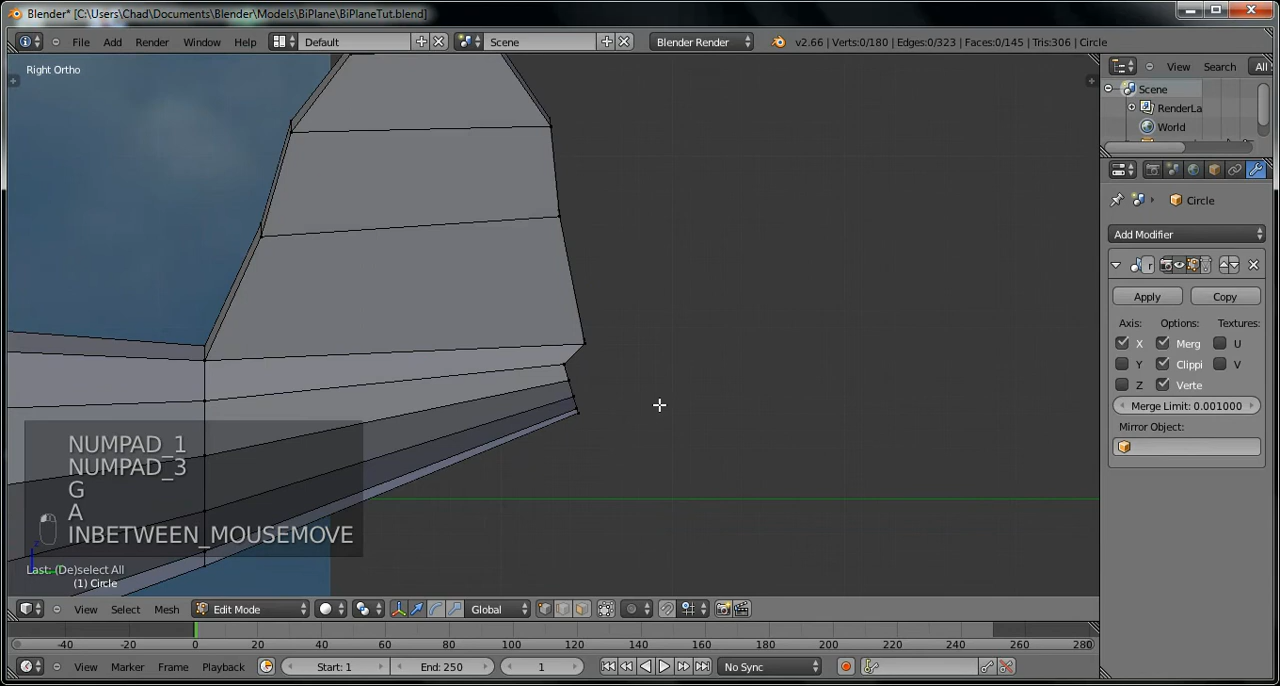 Blender* [C:\Users\Chad\Documents\Blender\Models\BiPlane\BiPlaneTut.blend]
File Add Render Window Help Default Scene Blender Render v2.66 | Verts:0/180 | Edges:0/323 | Faces:0/145 | Tris:306 | Circle
View Search All
Right Ortho
Scene
RenderLa
World
Circle
Add Modifier
Apply Copy
Axis: Options: Textures:
X Merg U
Y Clippi V
Z Verte
Merge Limit: 0.001000
Mirror Object:
NUMPAD_1
NUMPAD_3
G
A
INBETWEEN_MOUSEMOVE
Last: (De)select All
(1) Circle
View Select Mesh Edit Mode Global
-40 -20 0 20 40 60 80 100 120 140 160 180 200 220 240 260 280
View Marker Frame Playback Start: 1 End: 250 1 No Sync